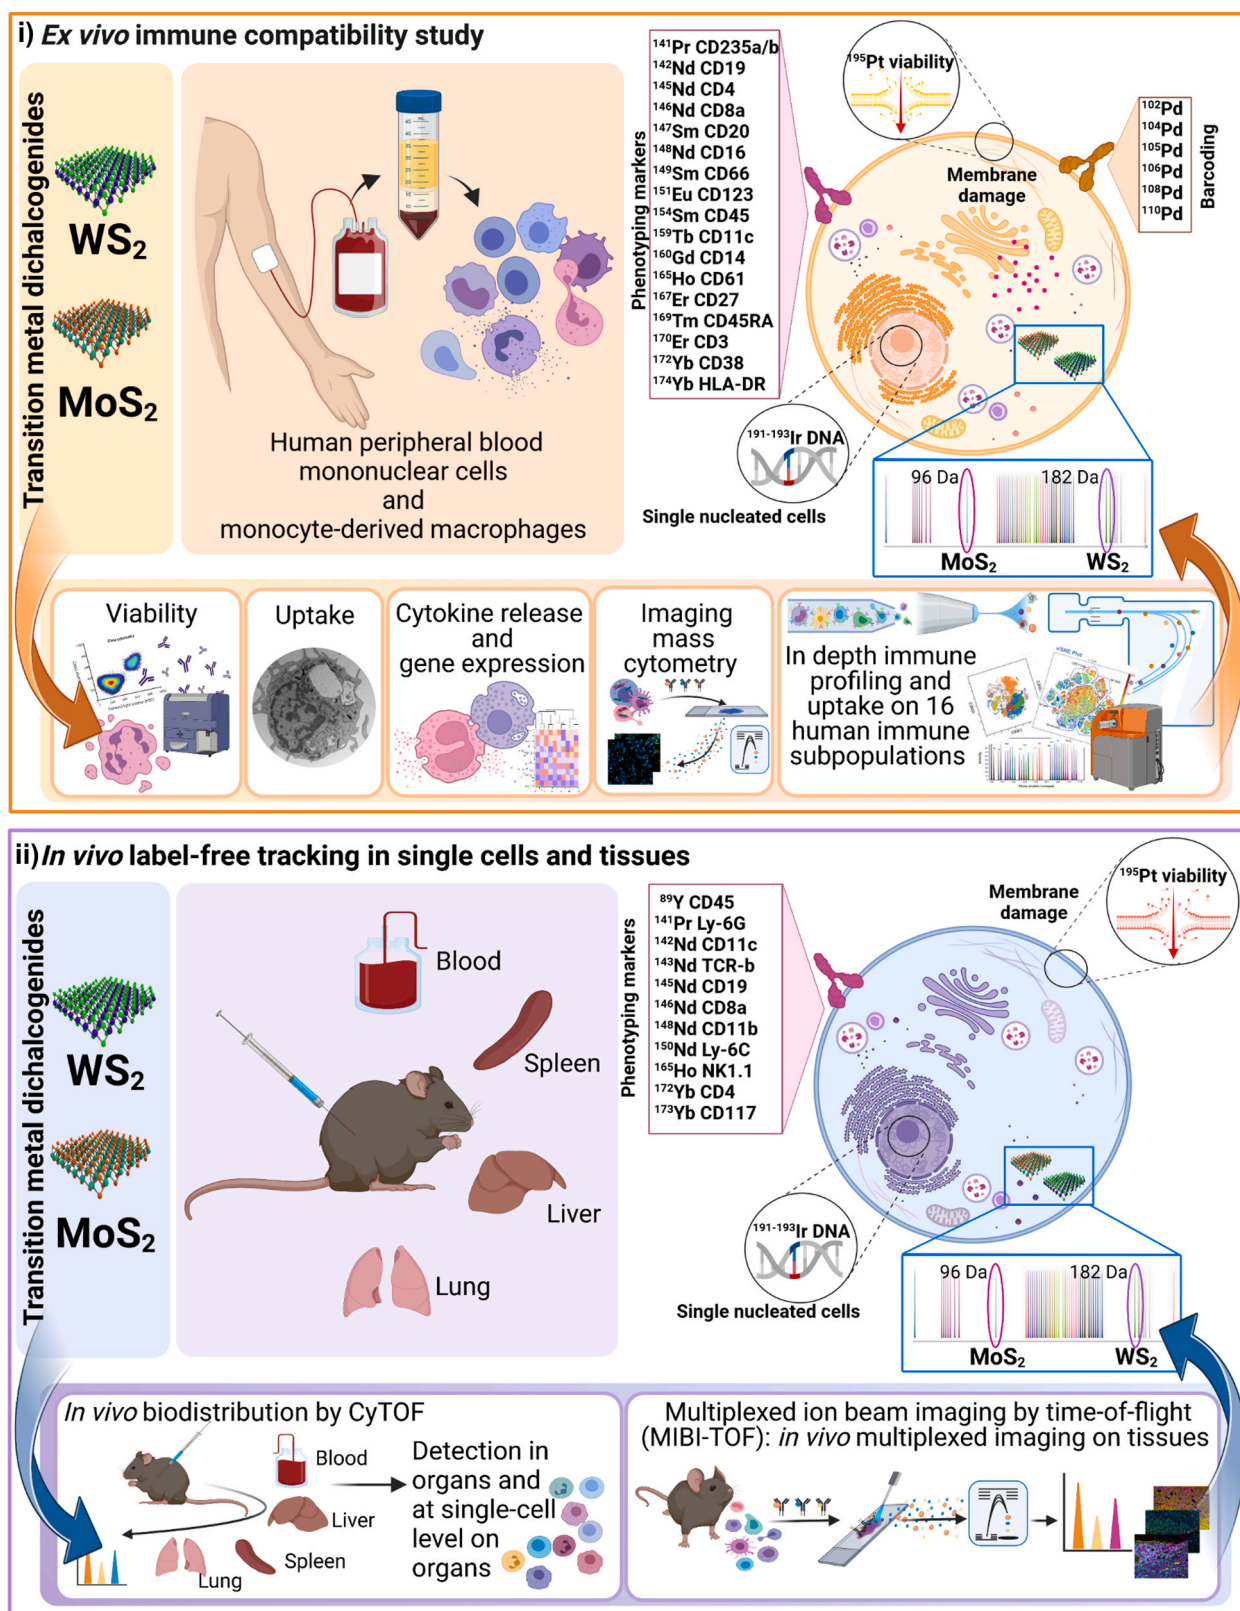 i) Ex vivo immune compatibility study
Transition metal dichalcogenides
WS₂
MoS₂
Human peripheral blood
mononuclear cells
and
monocyte-derived macrophages
Phenotyping markers
¹⁴¹Pr CD235a/b
¹⁴²Nd CD19
¹⁴⁵Nd CD4
¹⁴⁶Nd CD8a
¹⁴⁷Sm CD20
¹⁴⁸Nd CD16
¹⁴⁹Sm CD66
¹⁵¹Eu CD123
¹⁵⁴Sm CD45
¹⁵⁹Tb CD11c
¹⁶⁰Gd CD14
¹⁶⁵Ho CD61
¹⁶⁷Er CD27
¹⁶⁹Tm CD45RA
¹⁷⁰Er CD3
¹⁷²Yb CD38
¹⁷⁴Yb HLA-DR
¹⁹⁵Pt viability
Membrane
damage
¹⁰²Pd
¹⁰⁴Pd
¹⁰⁵Pd
¹⁰⁶Pd
¹⁰⁸Pd
¹¹⁰Pd
Barcoding
¹⁹¹⁻¹⁹³Ir DNA
Single nucleated cells
96 Da
182 Da
MoS₂
WS₂
Viability
Uptake
Cytokine release
and
gene expression
Imaging
mass
cytometry
In depth immune
profiling and
uptake on 16
human immune
subpopulations
ii) In vivo label-free tracking in single cells and tissues
Transition metal dichalcogenides
WS₂
MoS₂
Blood
Spleen
Liver
Lung
Phenotyping markers
⁸⁹Y CD45
¹⁴¹Pr Ly-6G
¹⁴²Nd CD11c
¹⁴³Nd TCR-b
¹⁴⁵Nd CD19
¹⁴⁶Nd CD8a
¹⁴⁸Nd CD11b
¹⁵⁰Nd Ly-6C
¹⁶⁵Ho NK1.1
¹⁷²Yb CD4
¹⁷³Yb CD117
Membrane
damage
¹⁹⁵Pt viability
¹⁹¹⁻¹⁹³Ir DNA
Single nucleated cells
96 Da
182 Da
MoS₂
WS₂
In vivo biodistribution by CyTOF
Blood
Liver
Spleen
Lung
Detection in
organs and
at single-cell
level on
organs
Multiplexed ion beam imaging by time-of-flight
(MIBI-TOF): in vivo multiplexed imaging on tissues